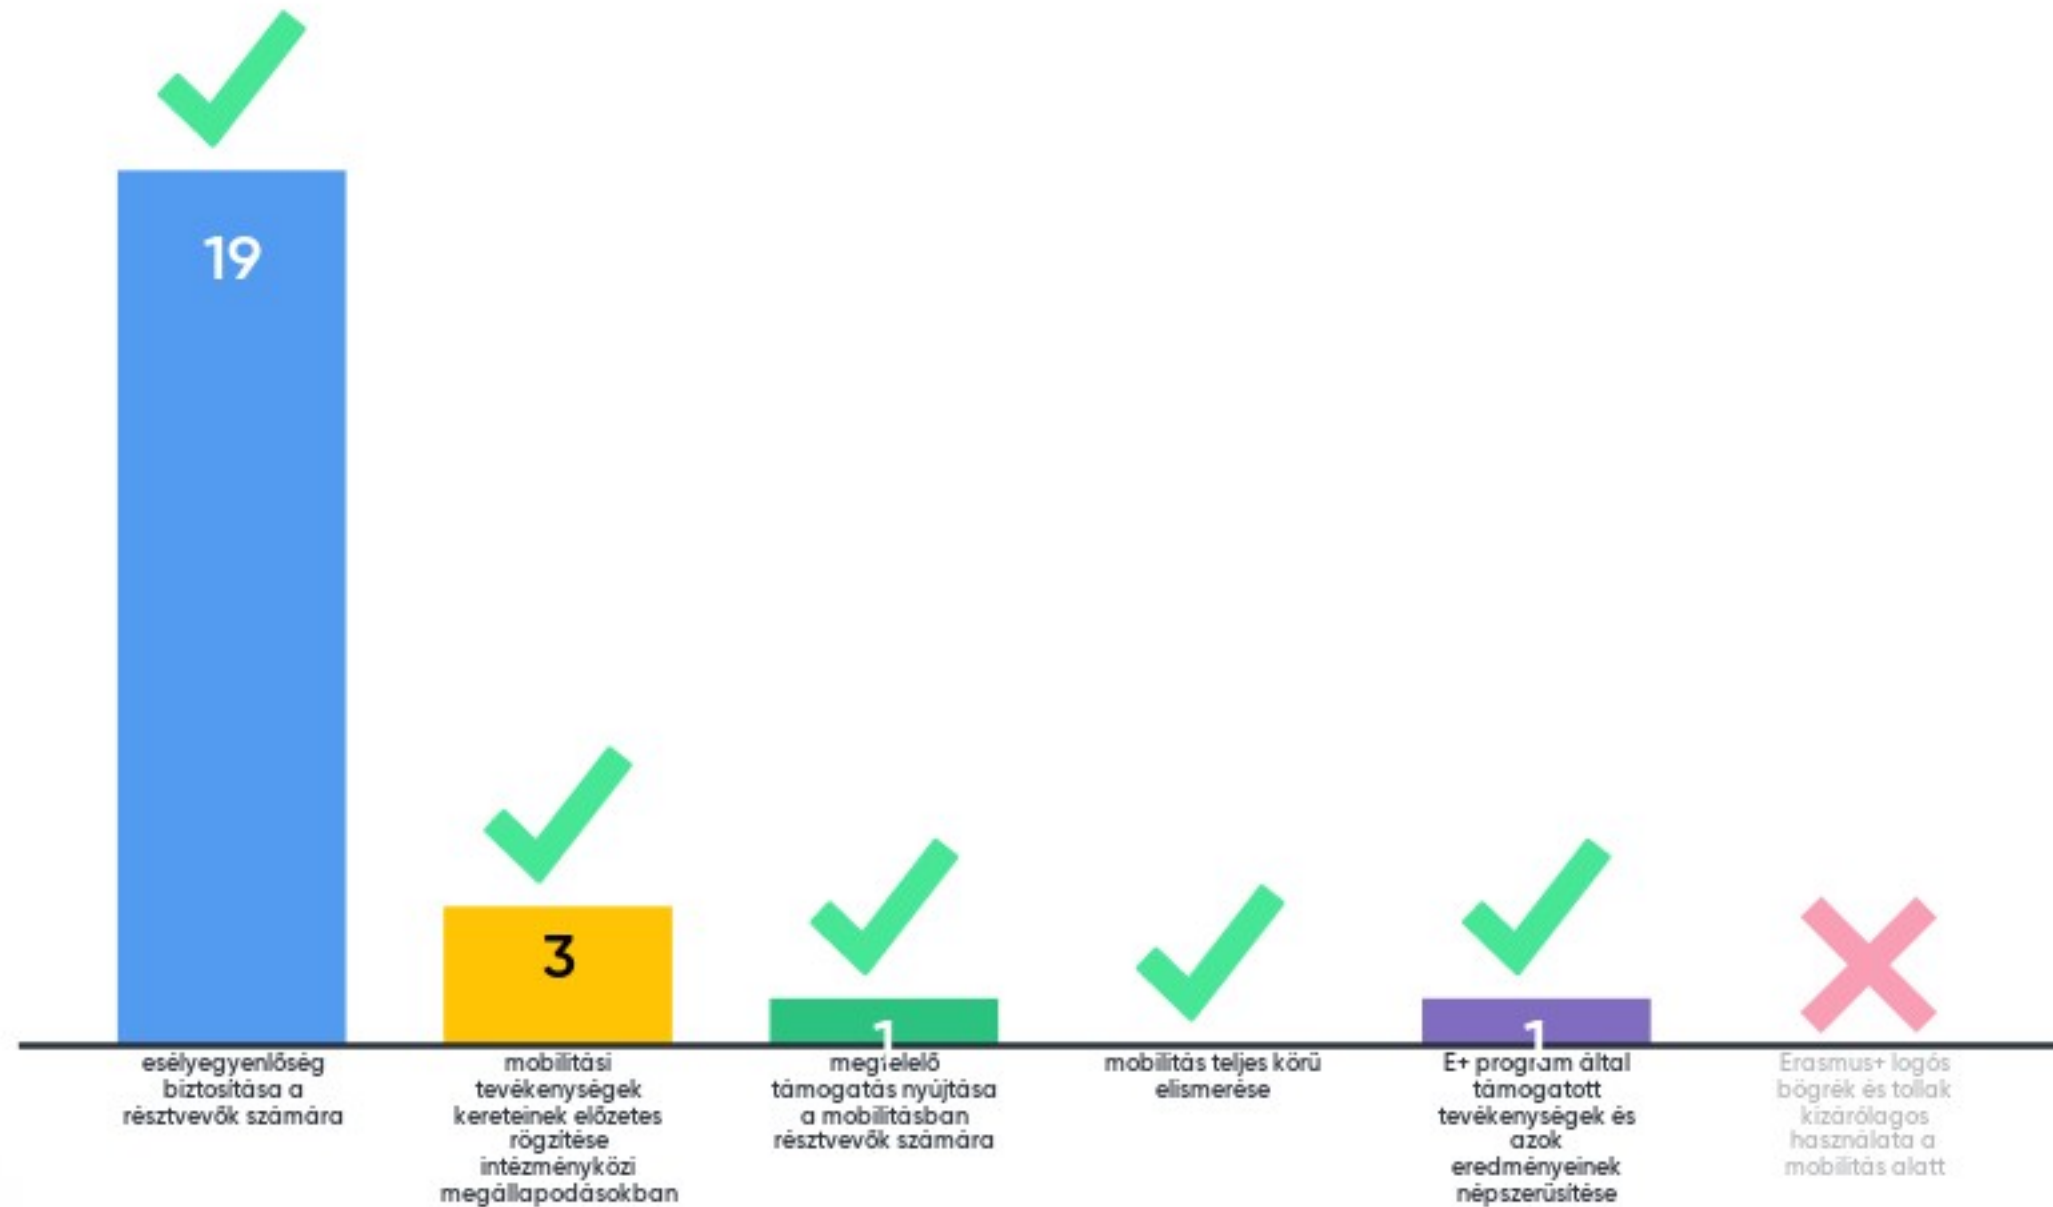 19
3
1
1
esélyegyenlőség
biztosítása a
résztvevők számára
mobilitási
tevékenységek
kereteinek előzetes
rögzítése
intézményközi
megállapodásokban
megfelelő
támogatás nyújtása
a mobilitásban
résztvevők számára
mobilitás teljes körű
elismerése
E+ program által
támogatott
tevékenységek és
azok
eredményeinek
népszerűsítése
Erasmus+ logós
bögrék és tollak
kizárólagos
használata a
mobilitás alatt